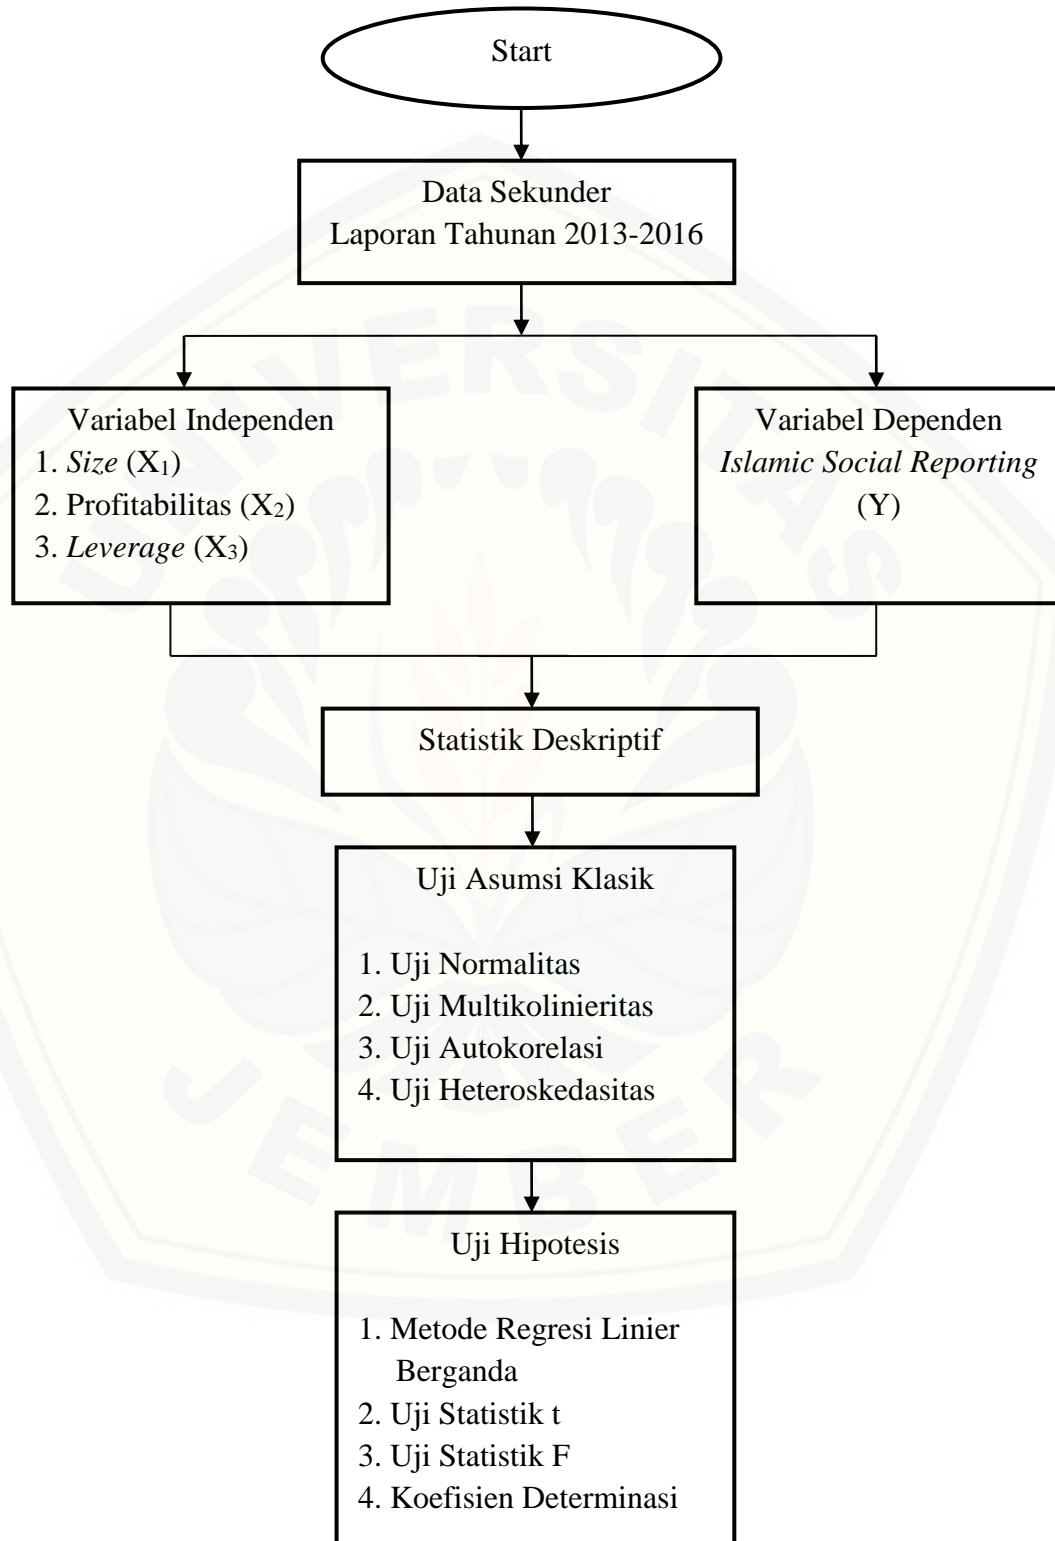 Start
Data Sekunder
Laporan Tahunan 2013-2016
Variabel Independen
1. Size (X₁)
2. Profitabilitas (X₂)
3. Leverage (X₃)
Variabel Dependen
Islamic Social Reporting
(Y)
Statistik Deskriptif
Uji Asumsi Klasik
1. Uji Normalitas
2. Uji Multikolinieritas
3. Uji Autokorelasi
4. Uji Heteroskedasitas
Uji Hipotesis
1. Metode Regresi Linier
Berganda
2. Uji Statistik t
3. Uji Statistik F
4. Koefisien Determinasi
UNIVERSITAS
JEMBER